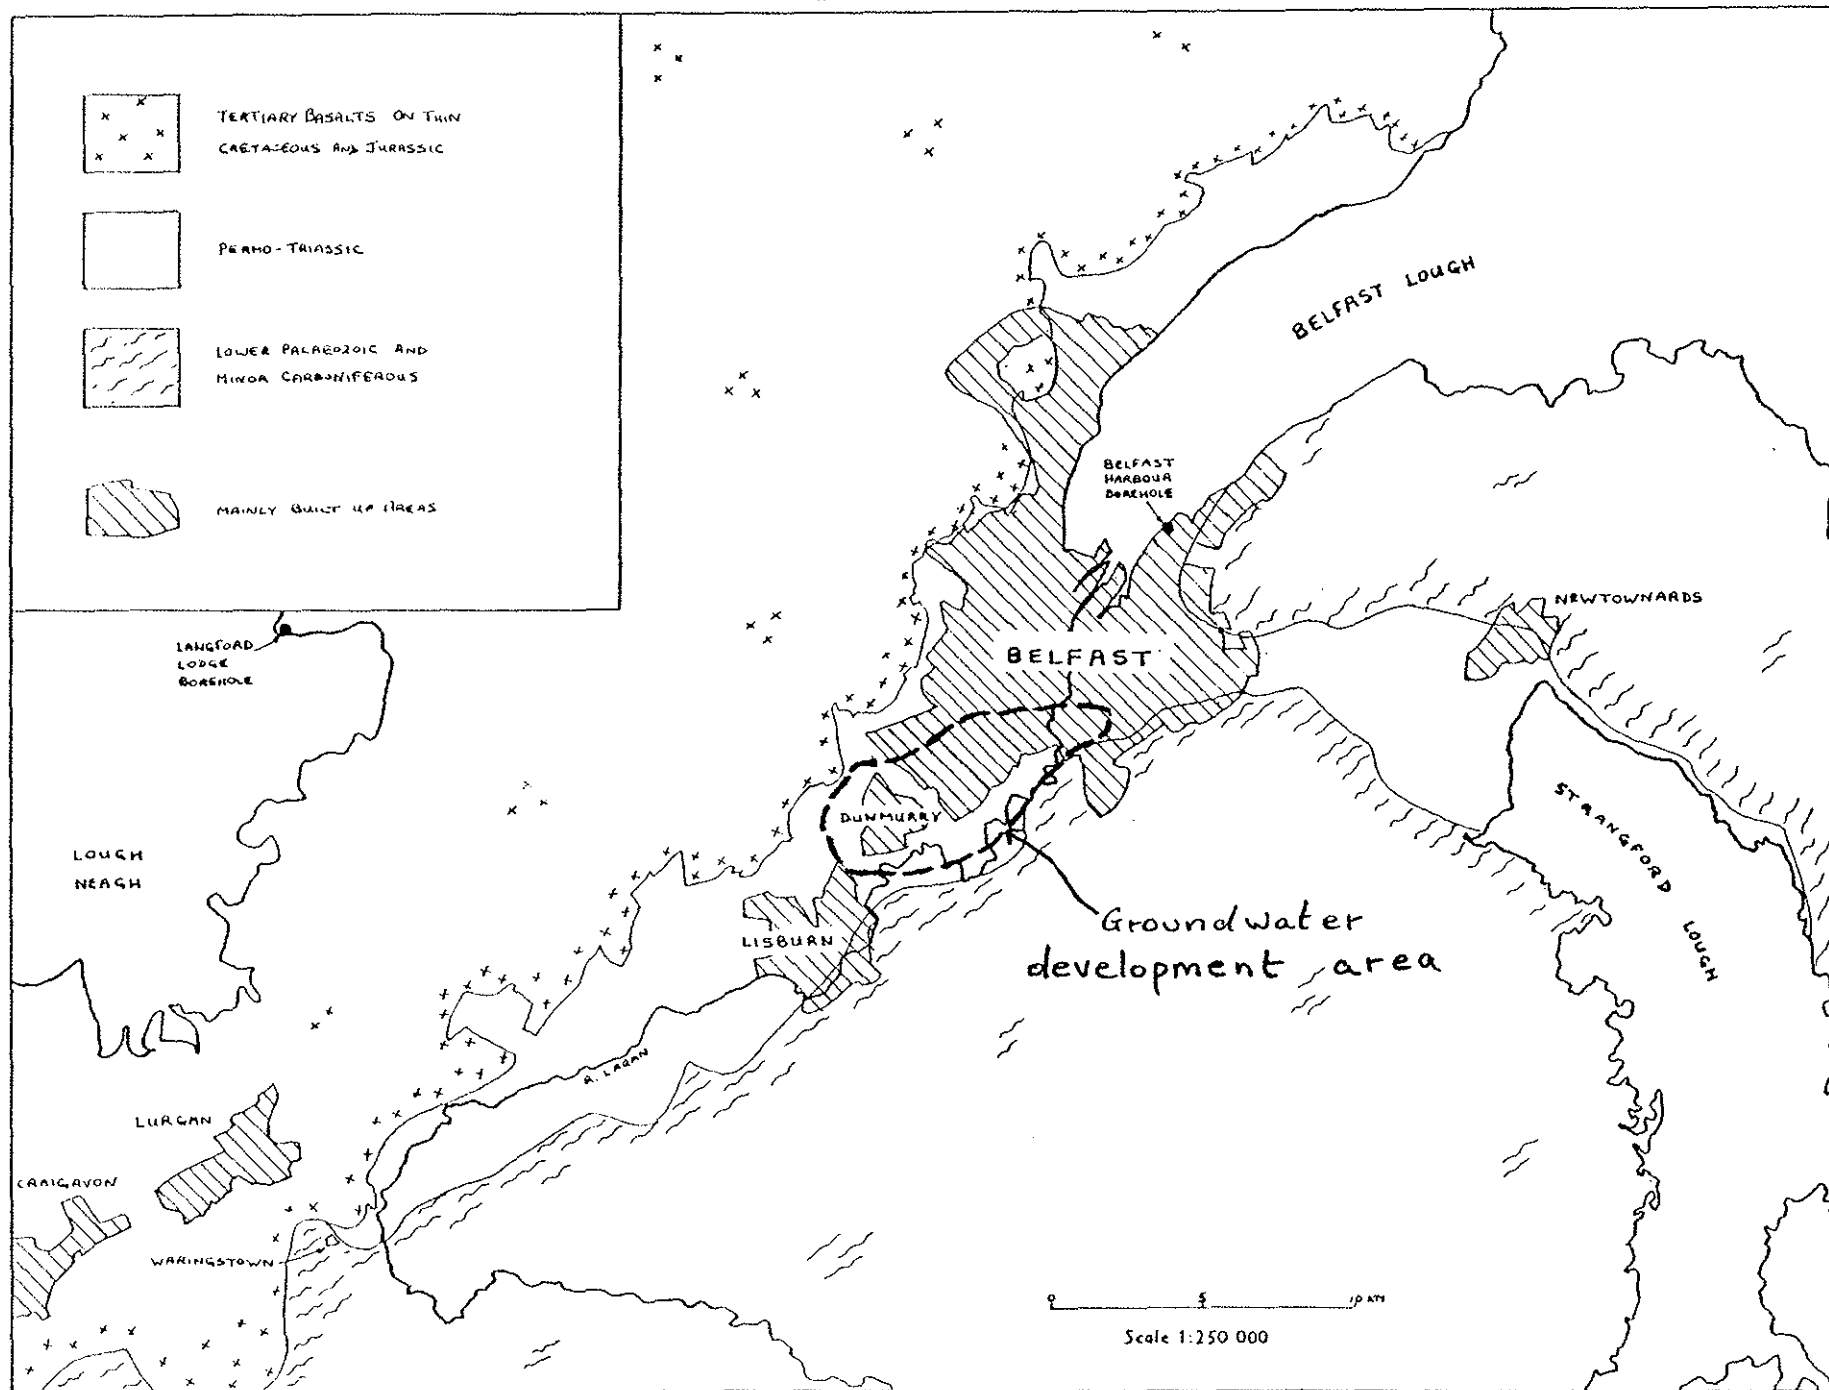 TERTIARY BASALTS ON THIN
CRETACEOUS AND JURASSIC
PERMO-TRIASSIC
LOWER PALAEOZOIC AND
MINOR CARBONIFEROUS
MAINLY BUILT UP AREAS
BELFAST LOUGH
BELFAST
HARBOUR
BOREHOLE
NEWTOWNARDS
LANGFORD
LODGE
BOREHOLE
BELFAST
STRANGFORD LOUGH
DUNMURRY
LOUGH
NEAGH
Groundwater
development area
LISBURN
R. LAGAN
LURGAN
CRAIGAVON
WARINGSTOWN
0 5 10 KM
Scale 1:250 000